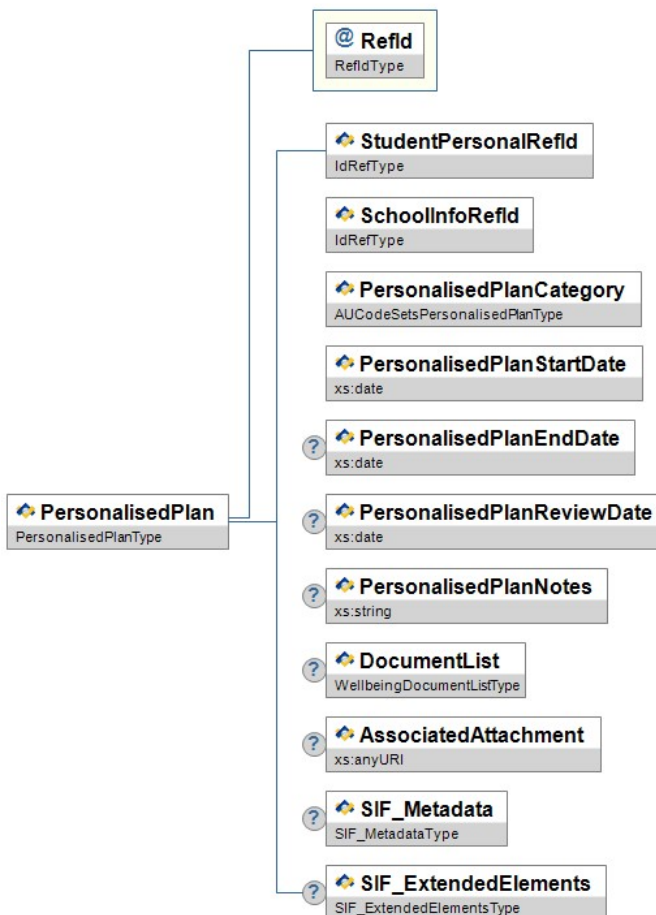 @ RefId
RefIdType
StudentPersonalRefId
IdRefType
SchoolInfoRefId
IdRefType
PersonalisedPlanCategory
AUCodeSetsPersonalisedPlanType
PersonalisedPlanStartDate
xs:date
? PersonalisedPlanEndDate
xs:date
PersonalisedPlan
PersonalisedPlanType
? PersonalisedPlanReviewDate
xs:date
? PersonalisedPlanNotes
xs:string
? DocumentList
WellbeingDocumentListType
? AssociatedAttachment
xs:anyURI
? SIF_Metadata
SIF_MetadataType
? SIF_ExtendedElements
SIF_ExtendedElementsType